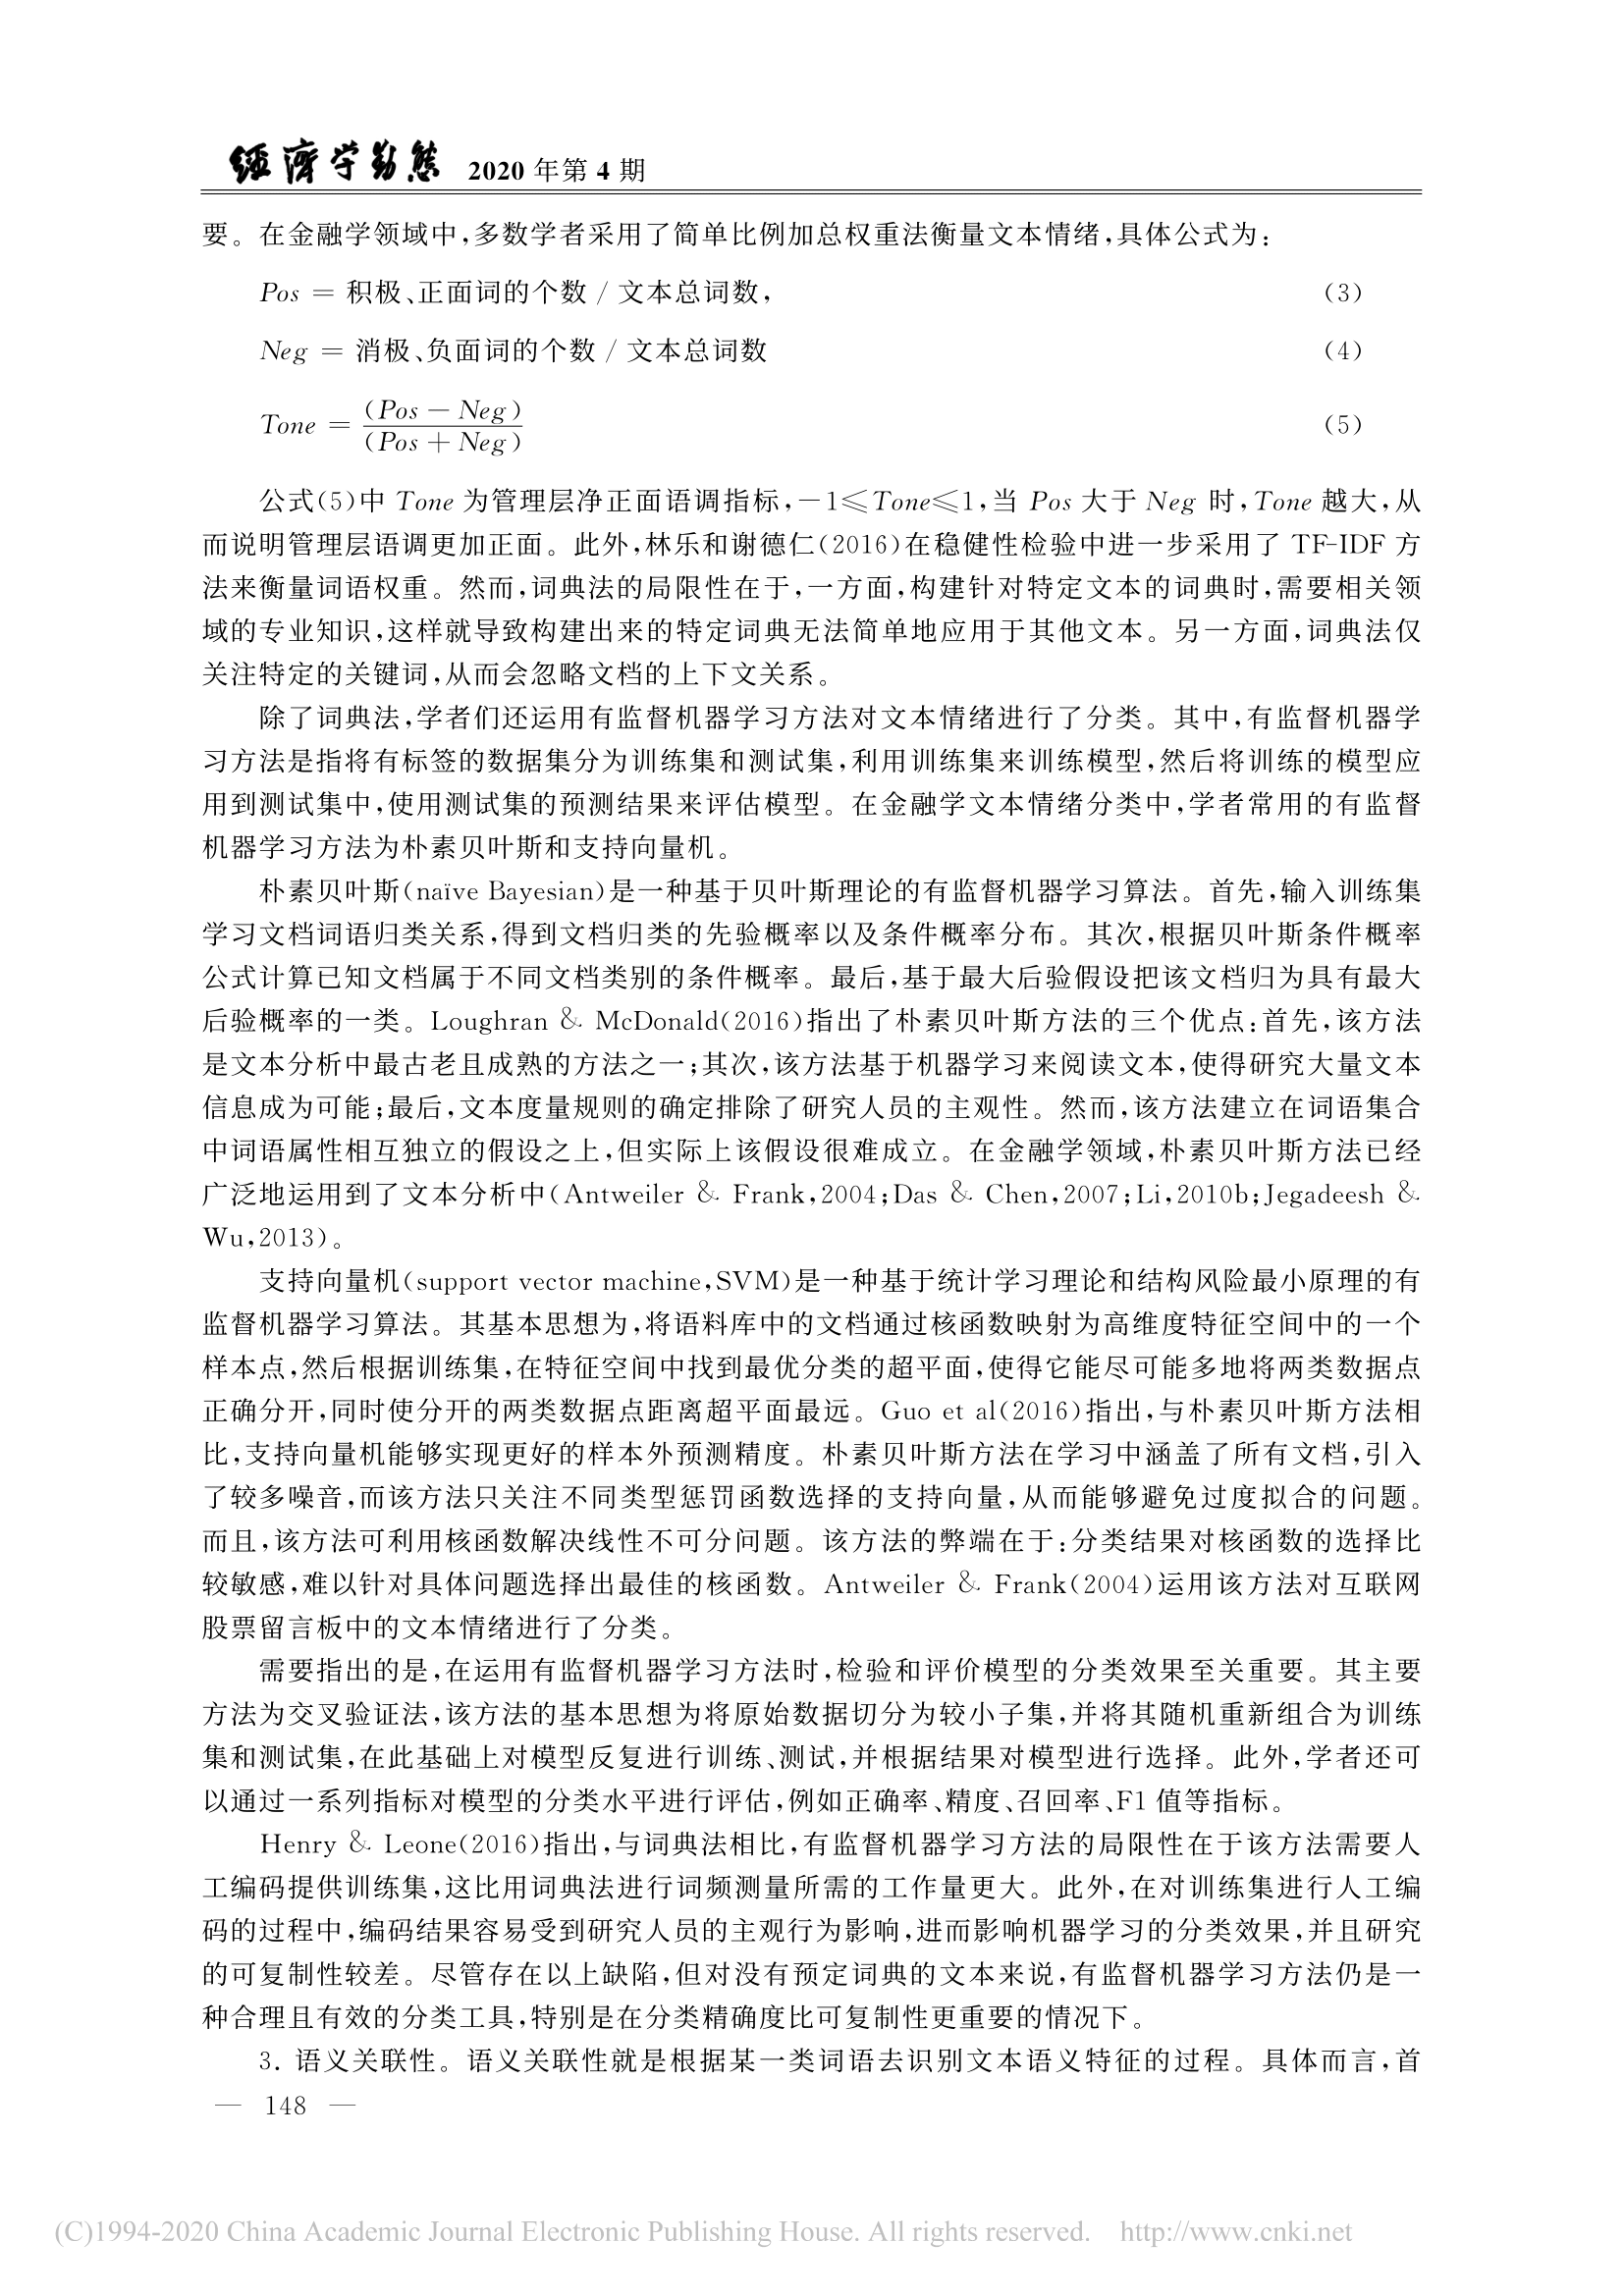 经济学动态 2020 年第 4 期
要。在金融学领域中,多数学者采用了简单比例加总权重法衡量文本情绪,具体公式为:
Pos = 积极、正面词的个数 / 文本总词数, (3)
Neg = 消极、负面词的个数 / 文本总词数 (4)
Tone = (Pos − Neg) / (Pos + Neg) (5)
公式(5)中 Tone 为管理层净正面语调指标,−1≤Tone≤1,当 Pos 大于 Neg 时,Tone 越大,从
而说明管理层语调更加正面。此外,林乐和谢德仁(2016)在稳健性检验中进一步采用了 TF-IDF 方
法来衡量词语权重。然而,词典法的局限性在于,一方面,构建针对特定文本的词典时,需要相关领
域的专业知识,这样就导致构建出来的特定词典无法简单地应用于其他文本。另一方面,词典法仅
关注特定的关键词,从而会忽略文档的上下文关系。
除了词典法,学者们还运用有监督机器学习方法对文本情绪进行了分类。其中,有监督机器学
习方法是指将有标签的数据集分为训练集和测试集,利用训练集来训练模型,然后将训练的模型应
用到测试集中,使用测试集的预测结果来评估模型。在金融学文本情绪分类中,学者常用的有监督
机器学习方法为朴素贝叶斯和支持向量机。
朴素贝叶斯(naïve Bayesian)是一种基于贝叶斯理论的有监督机器学习算法。首先,输入训练集
学习文档词语归类关系,得到文档归类的先验概率以及条件概率分布。其次,根据贝叶斯条件概率
公式计算已知文档属于不同文档类别的条件概率。最后,基于最大后验假设把该文档归为具有最大
后验概率的一类。Loughran & McDonald(2016)指出了朴素贝叶斯方法的三个优点:首先,该方法
是文本分析中最古老且成熟的方法之一;其次,该方法基于机器学习来阅读文本,使得研究大量文本
信息成为可能;最后,文本度量规则的确定排除了研究人员的主观性。然而,该方法建立在词语集合
中词语属性相互独立的假设之上,但实际上该假设很难成立。在金融学领域,朴素贝叶斯方法已经
广泛地运用到了文本分析中(Antweiler & Frank,2004;Das & Chen,2007;Li,2010b;Jegadeesh &
Wu,2013)。
支持向量机(support vector machine,SVM)是一种基于统计学习理论和结构风险最小原理的有
监督机器学习算法。其基本思想为,将语料库中的文档通过核函数映射为高维度特征空间中的一个
样本点,然后根据训练集,在特征空间中找到最优分类的超平面,使得它能尽可能多地将两类数据点
正确分开,同时使分开的两类数据点距离超平面最远。Guo et al(2016)指出,与朴素贝叶斯方法相
比,支持向量机能够实现更好的样本外预测精度。朴素贝叶斯方法在学习中涵盖了所有文档,引入
了较多噪音,而该方法只关注不同类型惩罚函数选择的支持向量,从而能够避免过度拟合的问题。
而且,该方法可利用核函数解决线性不可分问题。该方法的弊端在于:分类结果对核函数的选择比
较敏感,难以针对具体问题选择出最佳的核函数。Antweiler & Frank(2004)运用该方法对互联网
股票留言板中的文本情绪进行了分类。
需要指出的是,在运用有监督机器学习方法时,检验和评价模型的分类效果至关重要。其主要
方法为交叉验证法,该方法的基本思想为将原始数据切分为较小子集,并将其随机重新组合为训练
集和测试集,在此基础上对模型反复进行训练、测试,并根据结果对模型进行选择。此外,学者还可
以通过一系列指标对模型的分类水平进行评估,例如正确率、精度、召回率、F1 值等指标。
Henry & Leone(2016)指出,与词典法相比,有监督机器学习方法的局限性在于该方法需要人
工编码提供训练集,这比用词典法进行词频测量所需的工作量更大。此外,在对训练集进行人工编
码的过程中,编码结果容易受到研究人员的主观行为影响,进而影响机器学习的分类效果,并且研究
的可复制性较差。尽管存在以上缺陷,但对没有预定词典的文本来说,有监督机器学习方法仍是一
种合理且有效的分类工具,特别是在分类精确度比可复制性更重要的情况下。
3. 语义关联性。语义关联性就是根据某一类词语去识别文本语义特征的过程。具体而言,首
— 148 —
(C)1994-2020 China Academic Journal Electronic Publishing House. All rights reserved. http://www.cnki.net